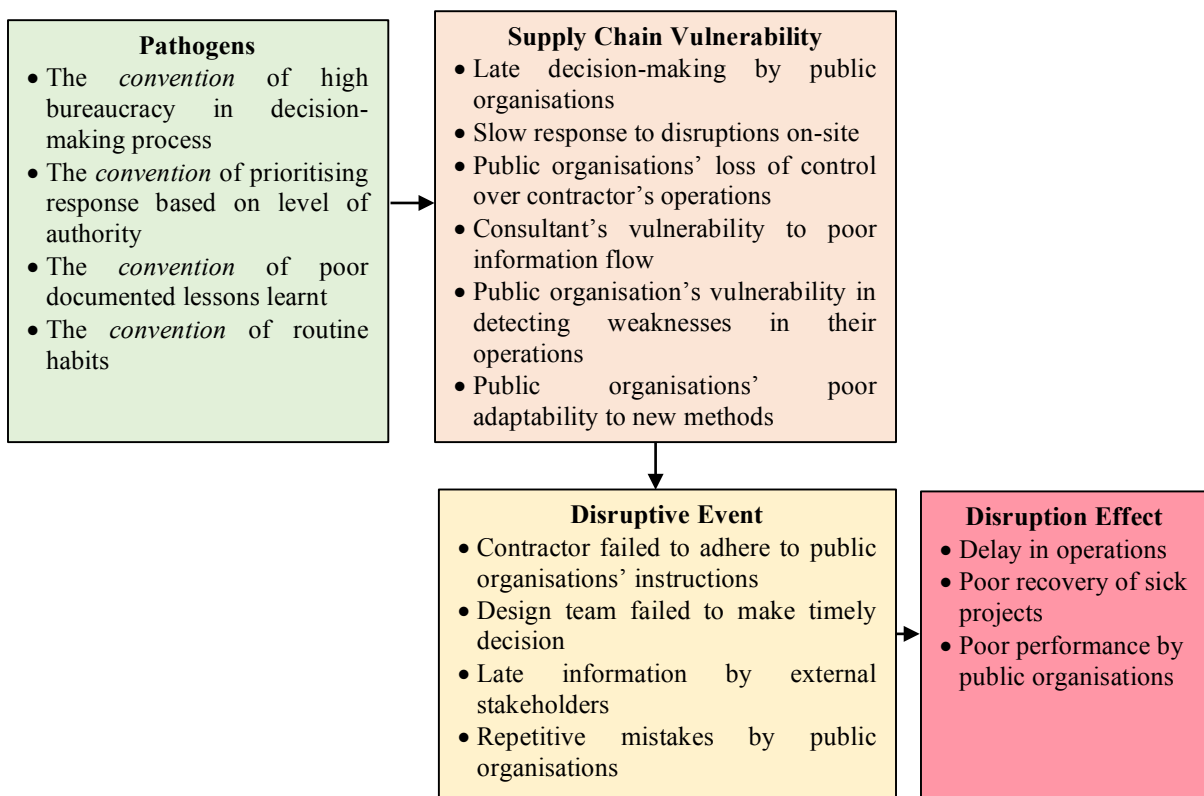 Pathogens
• The convention of high
bureaucracy in decision-
making process
• The convention of prioritising
response based on level of
authority
• The convention of poor
documented lessons learnt
• The convention of routine
habits
Supply Chain Vulnerability
• Late decision-making by public
organisations
• Slow response to disruptions on-site
• Public organisations’ loss of control
over contractor’s operations
• Consultant’s vulnerability to poor
information flow
• Public organisation’s vulnerability in
detecting weaknesses in their
operations
• Public organisations’ poor
adaptability to new methods
Disruptive Event
• Contractor failed to adhere to public
organisations’ instructions
• Design team failed to make timely
decision
• Late information by external
stakeholders
• Repetitive mistakes by public
organisations
Disruption Effect
• Delay in operations
• Poor recovery of sick
projects
• Poor performance by
public organisations